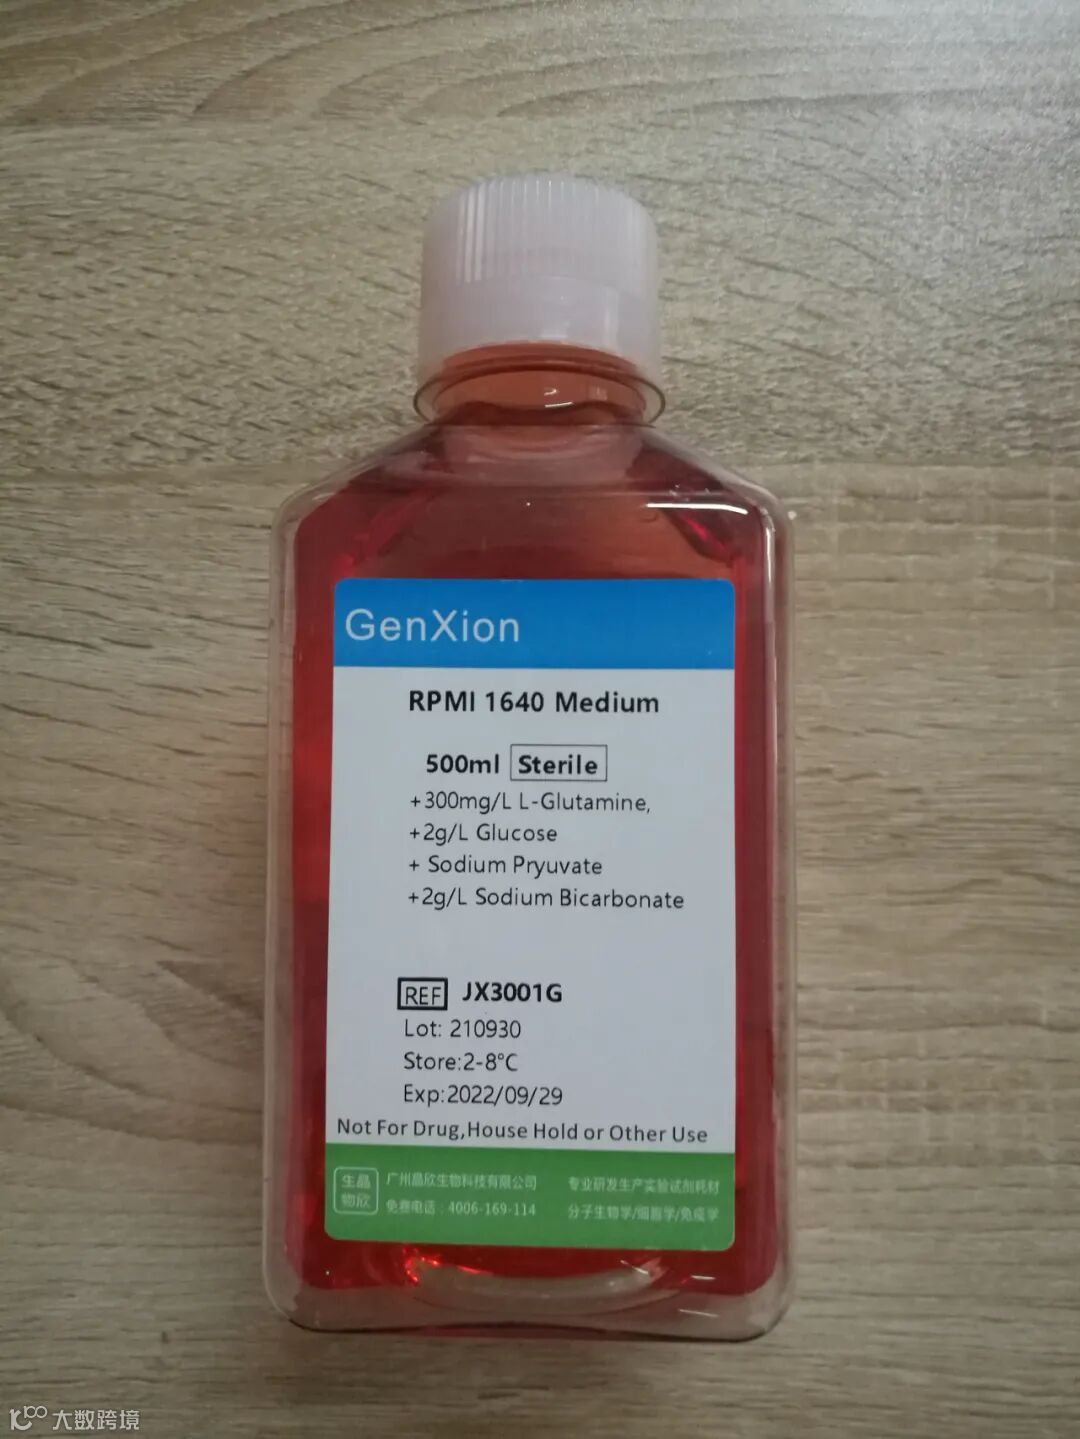 GenXion
RPMI 1640 Medium
500ml Sterile
+300mg/L L-Glutamine,
+2g/L Glucose
+ Sodium Pryuvate
+2g/L Sodium Bicarbonate
REF JX3001G
Lot: 210930
Store:2-8°C
Exp:2022/09/29
Not For Drug,House Hold or Other Use
生晶
物欣
广州晶欣生物科技有限公司
免费电话：4006-169-114
专业研发生产实验试剂耗材
分子生物学/细胞学/免疫学
大数跨境